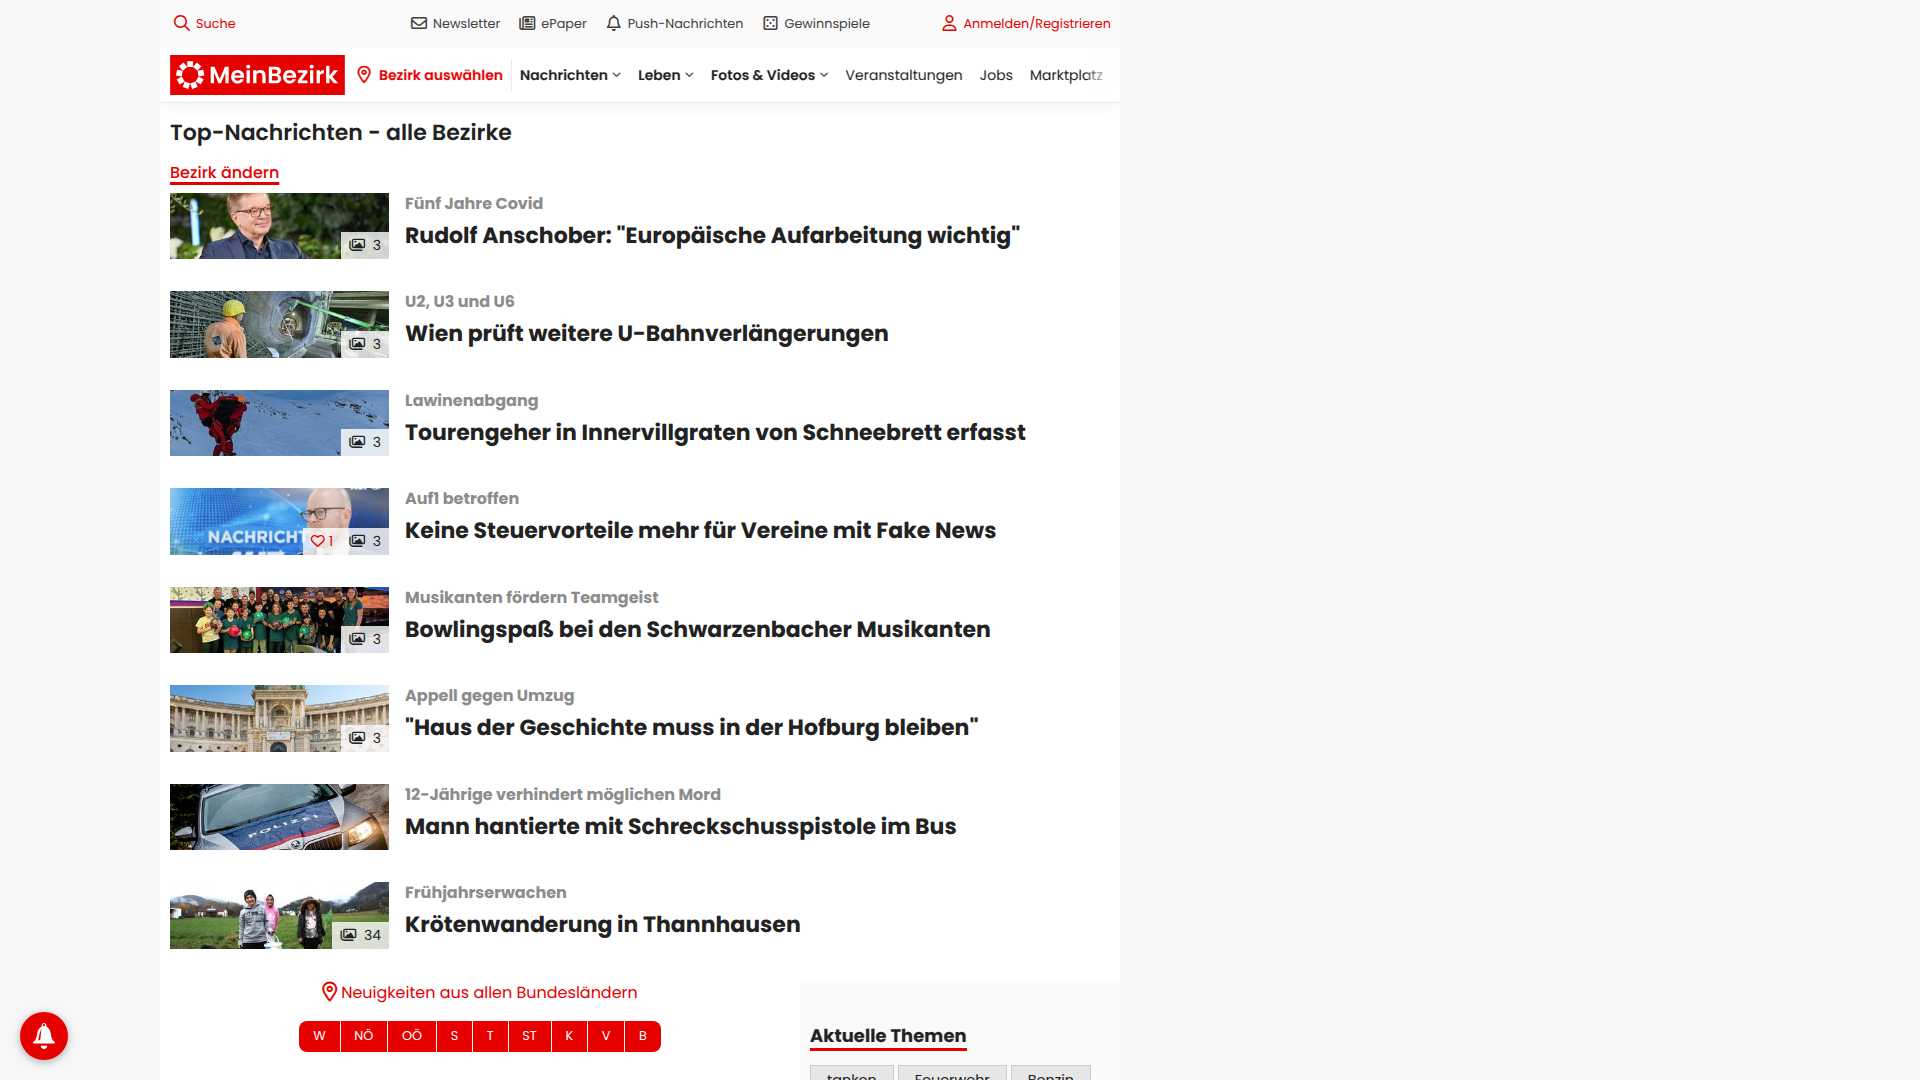 Suche
Newsletter
ePaper
Push-Nachrichten
Gewinnspiele
Anmelden/Registrieren
MeinBezirk
Bezirk auswählen
Nachrichten
Leben
Fotos & Videos
Veranstaltungen
Jobs
Marktplatz
Top-Nachrichten - alle Bezirke
Bezirk ändern
3
Fünf Jahre Covid
Rudolf Anschober: "Europäische Aufarbeitung wichtig"
3
U2, U3 und U6
Wien prüft weitere U-Bahnverlängerungen
3
Lawinenabgang
Tourengeher in Innervillgraten von Schneebrett erfasst
NACHRICHT
1
3
Auf1 betroffen
Keine Steuervorteile mehr für Vereine mit Fake News
3
Musikanten fördern Teamgeist
Bowlingspaß bei den Schwarzenbacher Musikanten
3
Appell gegen Umzug
"Haus der Geschichte muss in der Hofburg bleiben"
POLIZEI
12-Jährige verhindert möglichen Mord
Mann hantierte mit Schreckschusspistole im Bus
34
Frühjahrserwachen
Krötenwanderung in Thannhausen
Neuigkeiten aus allen Bundesländern
W
NÖ
OÖ
S
T
ST
K
V
B
Aktuelle Themen
tanken
Feuerwehr
Benzin